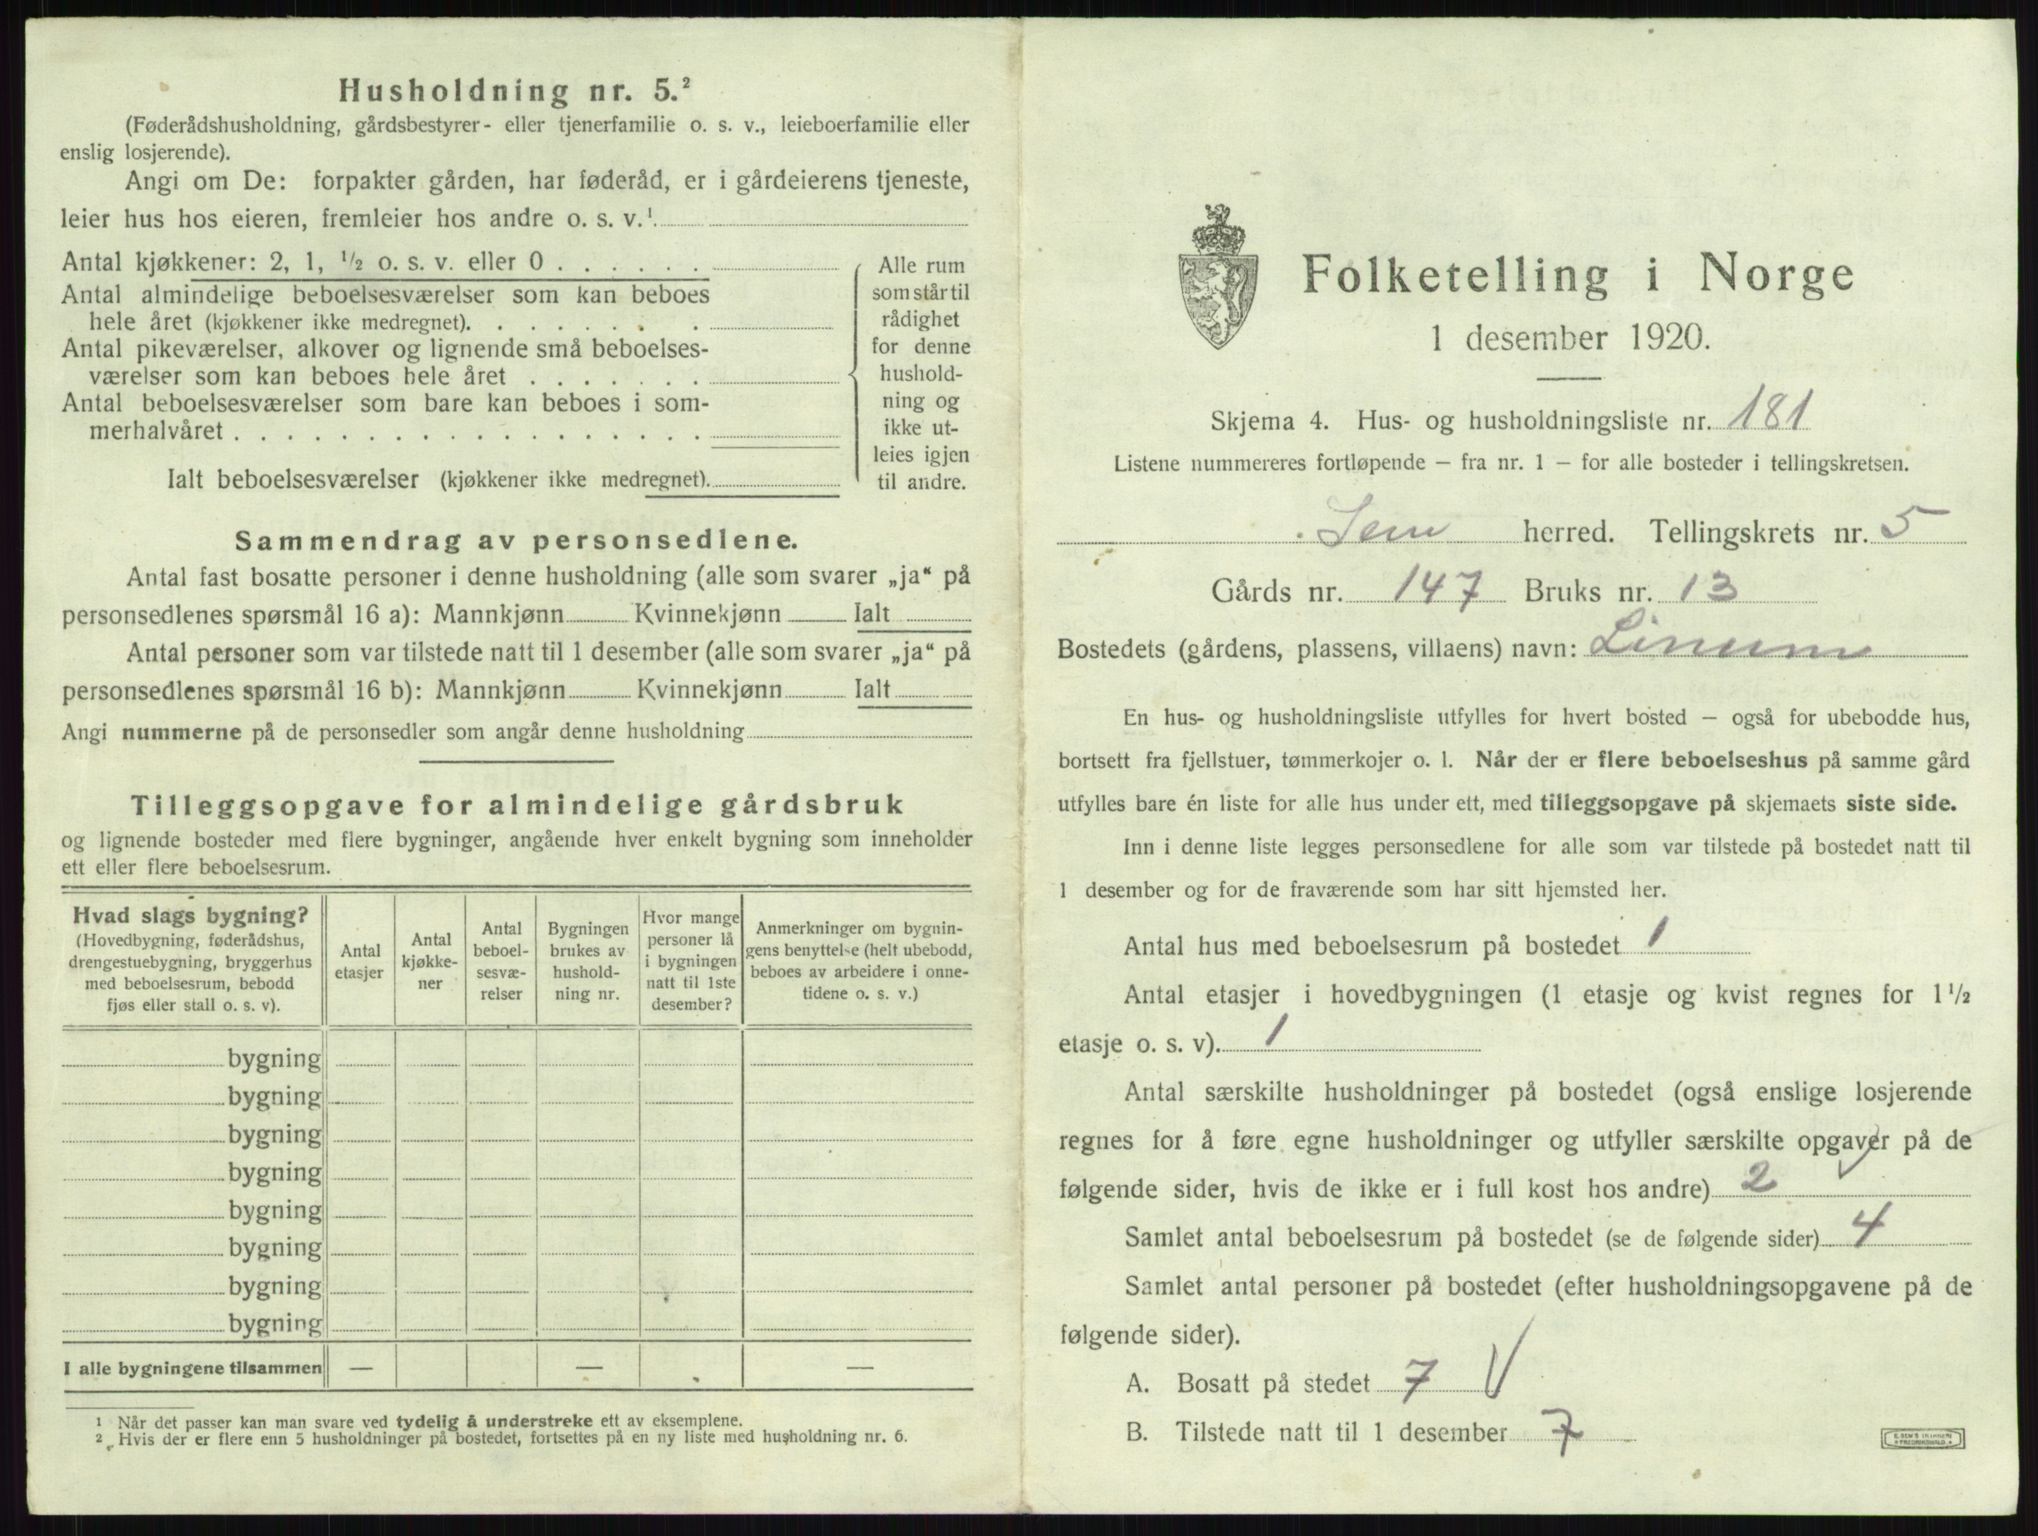 Husholdning nr. 5.²
(Føderådshusholdning, gårdsbestyrer- eller tjenerfamilie o. s. v., leieboerfamilie eller
enslig losjerende).
Angi om De: forpakter gården, har føderåd, er i gårdeierens tjeneste,
leier hus hos eieren, fremleier hos andre o. s. v.¹
Antal kjøkkener: 2, 1, ½ o. s. v. eller 0 . . . . . .
Antal almindelige beboelsesværelser som kan beboes
hele året (kjøkkener ikke medregnet). . . . . . . . .
Antal pikeværelser, alkover og lignende små beboelses-
værelser som kan beboes hele året . . . . . . .
Antal beboelsesværelser som bare kan beboes i som-
merhalvåret . . . . . . . . . . . . . . . . . .
Ialt beboelsesværelser (kjøkkener ikke medregnet).
Alle rum
som står til
rådighet
for denne
hushold-
ning og
ikke ut-
leies igjen
til andre.
Sammendrag av personsedlene.
Antal fast bosatte personer i denne husholdning (alle som svarer „ja“ på
personsedlenes spørsmål 16 a): Mannkjønn Kvinnekjønn Ialt
Antal personer som var tilstede natt til 1 desember (alle som svarer „ja“ på
personsedlenes spørsmål 16 b): Mannkjønn Kvinnekjønn Ialt
Angi nummerne på de personsedler som angår denne husholdning
Tilleggsopgave for almindelige gårdsbruk
og lignende bosteder med flere bygninger, angående hver enkelt bygning som inneholder
ett eller flere beboelsesrum.
Hvad slags bygning?
(Hovedbygning, føderådshus,
drengestuebygning, bryggerhus
med beboelsesrum, bebodd
fjøs eller stall o. s. v).
Antal
etasjer
Antal
kjøkke-
ner
Antal
beboel-
sesvæ-
relser
Bygningen
brukes av
hushold-
ning nr.
Hvor mange
personer lå
i bygningen
natt til 1ste
desember?
Anmerkninger om bygnin-
gens benyttelse (helt ubebodd,
beboes av arbeidere i onne-
tidene o. s. v.)
bygning
bygning
bygning
bygning
bygning
bygning
bygning
bygning
I alle bygningene tilsammen — — —
¹ Når det passer kan man svare ved tydelig å understreke ett av eksemplene.
² Hvis der er flere enn 5 husholdninger på bostedet, fortsettes på en ny liste med husholdning nr. 6.
Folketelling i Norge
1 desember 1920.
Skjema 4. Hus- og husholdningsliste nr. 181
Listene nummereres fortløpende — fra nr. 1 — for alle bosteder i tellingskretsen.
Sem herred. Tellingskrets nr. 5
Gårds nr. 147 Bruks nr. 13
Bostedets (gårdens, plassens, villaens) navn: Linum
En hus- og husholdningsliste utfylles for hvert bosted — også for ubebodde hus,
bortsett fra fjellstuer, tømmerkojer o. l. Når der er flere beboelseshus på samme gård
utfylles bare én liste for alle hus under ett, med tilleggsopgave på skjemaets siste side.
Inn i denne liste legges personsedlene for alle som var tilstede på bostedet natt til
1 desember og for de fraværende som har sitt hjemsted her.
Antal hus med beboelsesrum på bostedet 1
Antal etasjer i hovedbygningen (1 etasje og kvist regnes for 1½
etasje o. s. v). 1
Antal særskilte husholdninger på bostedet (også enslige losjerende
regnes for å føre egne husholdninger og utfyller særskilte opgaver på de
følgende sider, hvis de ikke er i full kost hos andre) 2
Samlet antal beboelsesrum på bostedet (se de følgende sider) 4
Samlet antal personer på bostedet (efter husholdningsopgavene på de
følgende sider).
A. Bosatt på stedet 7
B. Tilstede natt til 1 desember 7